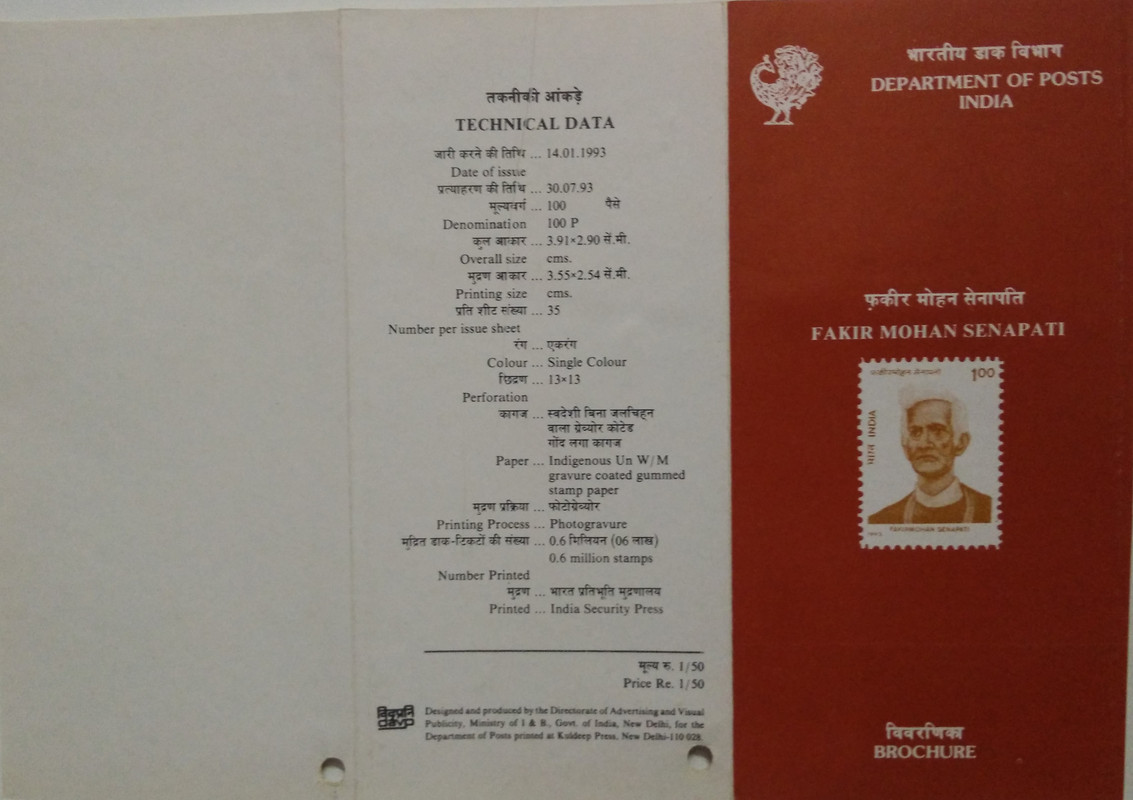 तकनीकी आंकड़े
TECHNICAL DATA
जारी करने की तिथि ... 14.01.1993
Date of issue
प्रत्याहरण की तिथि ... 30.07.93
मूल्यवर्ग ... 100 पैसे
Denomination 100 P
कुल आकार ... 3.91×2.90 सें.मी.
Overall size cms.
मुद्रण आकार ... 3.55×2.54 सें.मी.
Printing size cms.
प्रति शीट संख्या ... 35
Number per issue sheet
रंग ... एकरंग
Colour ... Single Colour
छिद्रण ... 13×13
Perforation
कागज ... स्वदेशी बिना जलचिहन
वाला ग्रेव्योर कोटेड
गोंद लगा कागज
Paper ... Indigenous Un W/M
gravure coated gummed
stamp paper
मुद्रण प्रक्रिया ... फोटोग्रेव्योर
Printing Process ... Photogravure
मुद्रित डाक-टिकटों की संख्या ... 0.6 मिलियन (06 लाख)
0.6 million stamps
Number Printed
मुद्रण ... भारत प्रतिभूति मुद्रणालय
Printed ... India Security Press
मूल्य रु. 1/50
Price Re. 1/50
davp
Designed and produced by the Directorate of Advertising and Visual
Publicity, Ministry of I & B., Govt. of India, New Delhi, for the
Department of Posts printed at Kuldeep Press, New Delhi-110 028.
भारतीय डाक विभाग
DEPARTMENT OF POSTS
INDIA
फ़कीर मोहन सेनापति
FAKIR MOHAN SENAPATI
1.00
भारत INDIA
FAKIRMOHAN SENAPATI
1993
विवरणिका
BROCHURE